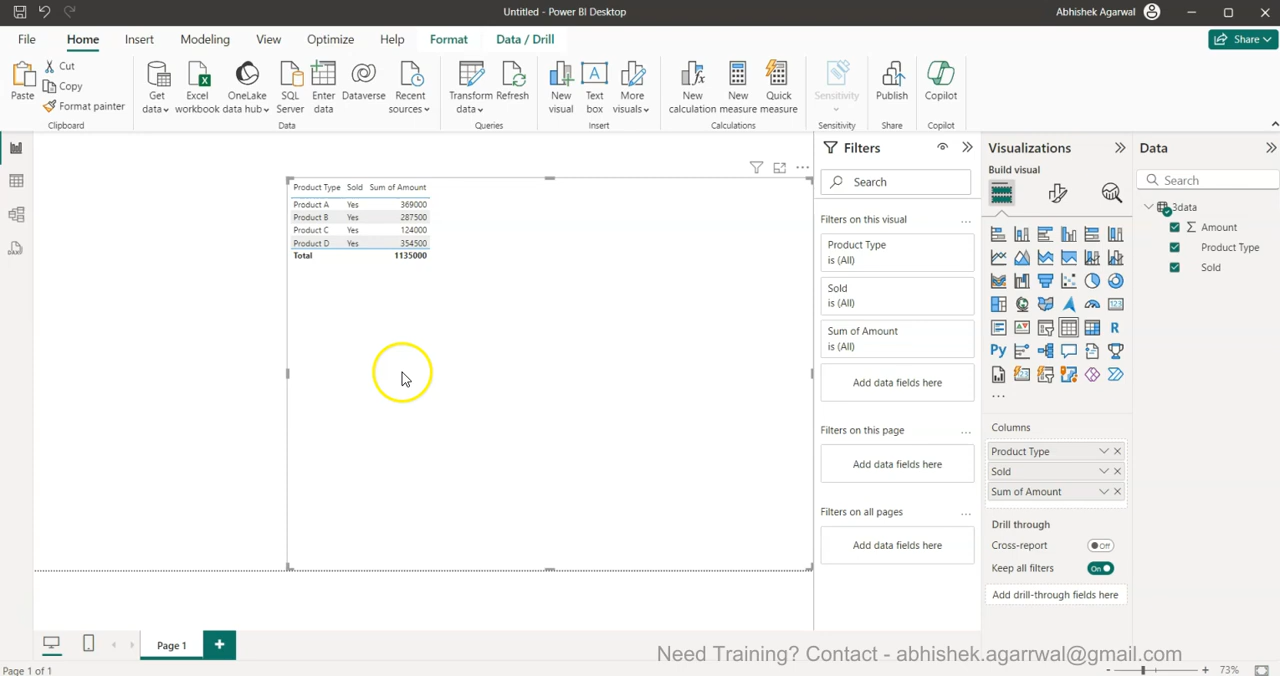 Untitled - Power BI Desktop
Abhishek Agarwal
File Home Insert Modeling View Optimize Help Format Data / Drill
Share
Paste
Cut
Copy
Format painter
Clipboard
Get data
Excel workbook
OneLake data hub
SQL Server
Enter data
Dataverse
Recent sources
Data
Transform data
Refresh
Queries
New visual
Text box
More visuals
Insert
New calculation
New measure
Quick measure
Calculations
Sensitivity
Sensitivity
Publish
Share
Copilot
Copilot
Product Type Sold Sum of Amount
Product A Yes 369000
Product B Yes 287500
Product C Yes 124000
Product D Yes 354500
Total 1135000
Filters
Search
Filters on this visual
Product Type
is (All)
Sold
is (All)
Sum of Amount
is (All)
Add data fields here
Filters on this page
Add data fields here
Filters on all pages
Add data fields here
Visualizations
Build visual
123
R
Py
Columns
Product Type
Sold
Sum of Amount
Drill through
Cross-report Off
Keep all filters On
Add drill-through fields here
Data
Search
3data
Σ Amount
Product Type
Sold
Page 1
Need Training? Contact - abhishek.agarrwal@gmail.com
Page 1 of 1
- + 73%